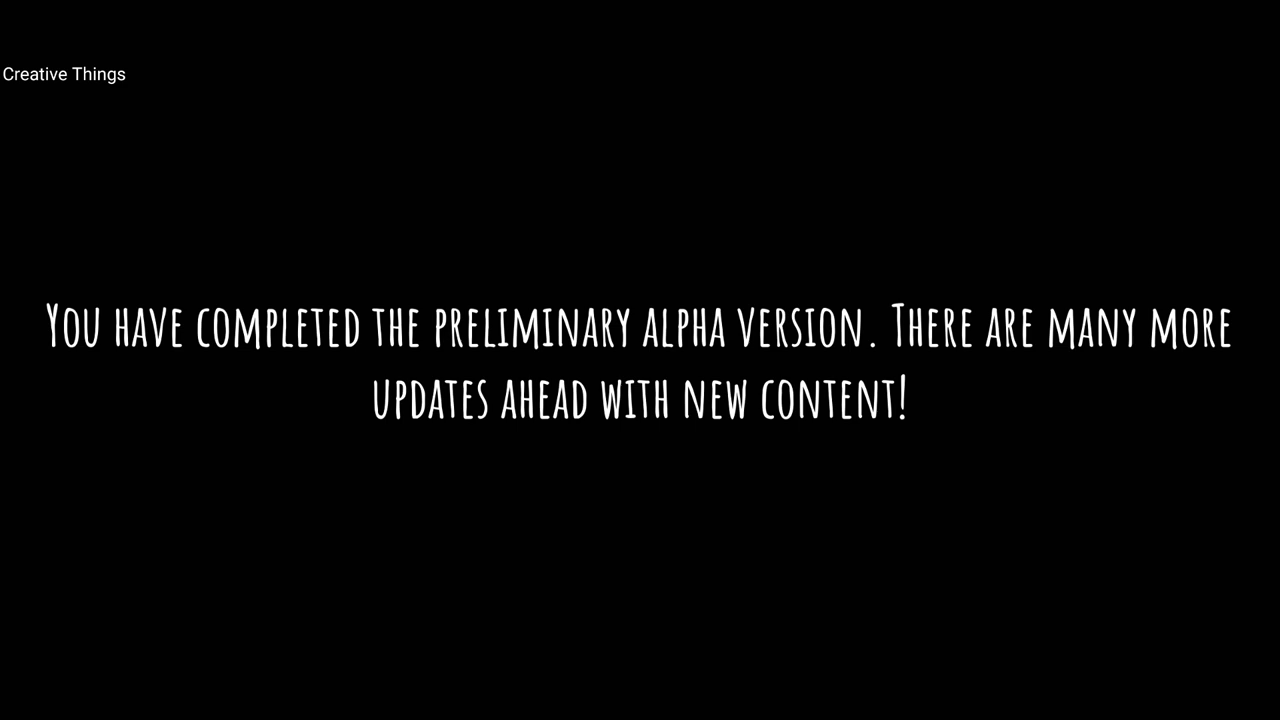 Creative Things
You have completed the preliminary alpha version. There are many more
updates ahead with new content!